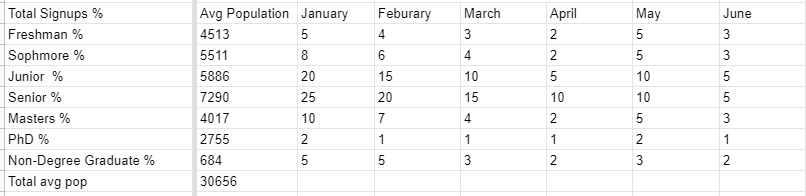 Total Signups % Avg Population January Feburary March April May June
Freshman % 4513 5 4 3 2 5 3
Sophmore % 5511 8 6 4 2 5 3
Junior % 5886 20 15 10 5 10 5
Senior % 7290 25 20 15 10 10 5
Masters % 4017 10 7 4 2 5 3
PhD % 2755 2 1 1 1 2 1
Non-Degree Graduate % 684 5 5 3 2 3 2
Total avg pop 30656